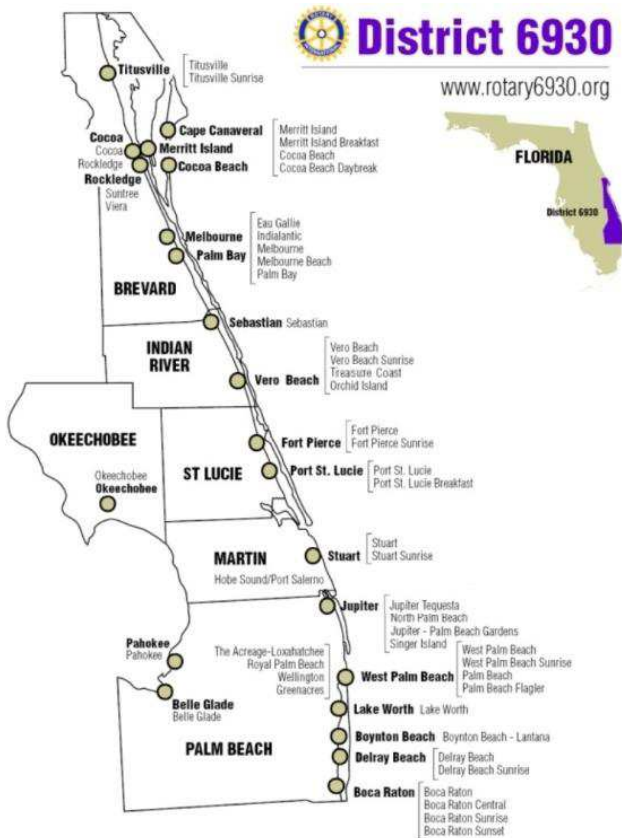 District 6930
www.rotary6930.org
FLORIDA
District 6930
Titusville
Titusville
Titusville Sunrise
Cape Canaveral
Cocoa
Cocoa
Merritt Island
Rockledge
Rockledge
Cocoa Beach
Merritt Island
Merritt Island Breakfast
Cocoa Beach
Cocoa Beach Daybreak
Suntree
Viera
Melbourne
Palm Bay
Eau Gallie
Indialantic
Melbourne
Melbourne Beach
Palm Bay
BREVARD
Sebastian Sebastian
INDIAN
RIVER
Vero Beach
Vero Beach
Vero Beach Sunrise
Treasure Coast
Orchid Island
OKEECHOBEE
Fort Pierce
Fort Pierce
Fort Pierce Sunrise
ST LUCIE
Port St. Lucie
Port St. Lucie
Port St. Lucie Breakfast
Okeechobee
Okeechobee
MARTIN
Hobe Sound/Port Salerno
Stuart
Stuart
Stuart Sunrise
Jupiter
Jupiter Tequesta
North Palm Beach
Jupiter - Palm Beach Gardens
Singer Island
Pahokee
Pahokee
The Acreage-Loxahatchee
Royal Palm Beach
Wellington
Greenacres
West Palm Beach
West Palm Beach
West Palm Beach Sunrise
Palm Beach
Palm Beach Flagler
Belle Glade
Belle Glade
Lake Worth Lake Worth
PALM BEACH
Boynton Beach Boynton Beach - Lantana
Delray Beach
Delray Beach
Delray Beach Sunrise
Boca Raton
Boca Raton
Boca Raton Central
Boca Raton Sunrise
Boca Raton Sunset